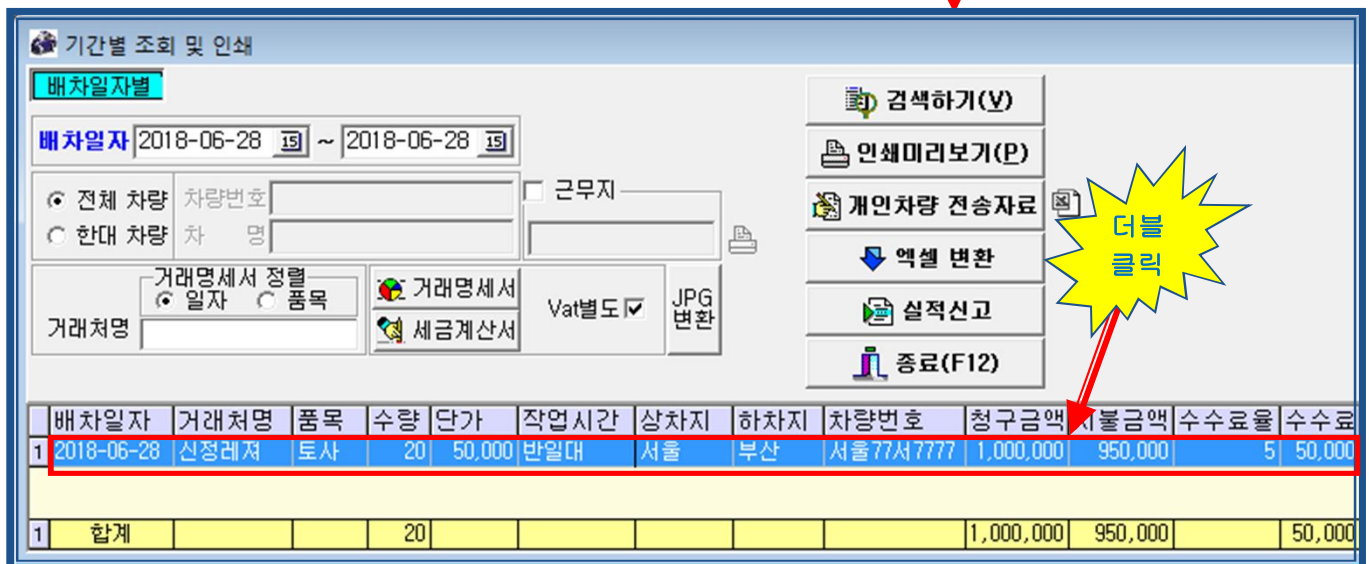 기간별 조회 및 인쇄
배차일자별
배차일자 2018-06-28 15 ~ 2018-06-28 15
전체 차량 차량번호 근무지
한대 차량 차 명
거래명세서 정렬
일자 품목
거래처명
거래명세서
세금계산서
Vat별도
JPG
변환
검색하기(V)
인쇄미리보기(P)
개인차량 전송자료
엑셀 변환
실적신고
종료(F12)
더블
클릭
배차일자 거래처명 품목 수량 단가 작업시간 상차지 하차지 차량번호 청구금액 지불금액 수수료율 수수료
1 2018-06-28 신정레져 토사 20 50,000 반일대 서울 부산 서울77서7777 1,000,000 950,000 5 50,000
1 합계 20 1,000,000 950,000 50,000